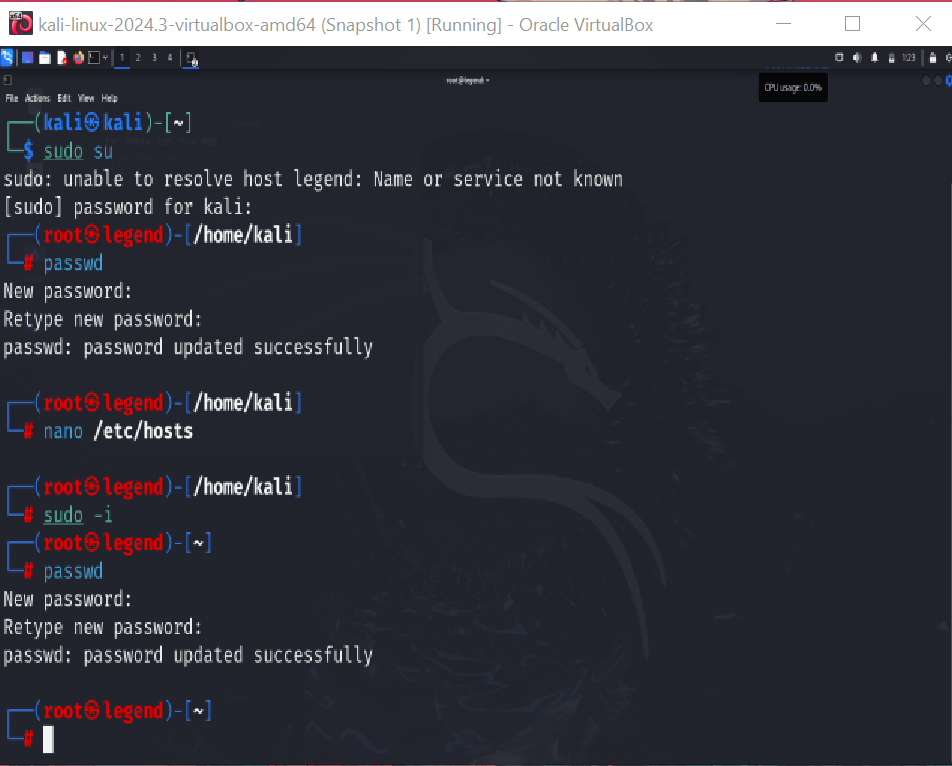 kali-linux-2024.3-virtualbox-amd64 (Snapshot 1) [Running] - Oracle VirtualBox
1 2 3 4
1:23
root@legend: ~
CPU usage: 0.0%
File Actions Edit View Help
┌──(kali㉿kali)-[~]
└─$ sudo su
sudo: unable to resolve host legend: Name or service not known
[sudo] password for kali:
┌──(root㉿legend)-[/home/kali]
└─# passwd
New password:
Retype new password:
passwd: password updated successfully
┌──(root㉿legend)-[/home/kali]
└─# nano /etc/hosts
┌──(root㉿legend)-[/home/kali]
└─# sudo -i
┌──(root㉿legend)-[~]
└─# passwd
New password:
Retype new password:
passwd: password updated successfully
┌──(root㉿legend)-[~]
└─#